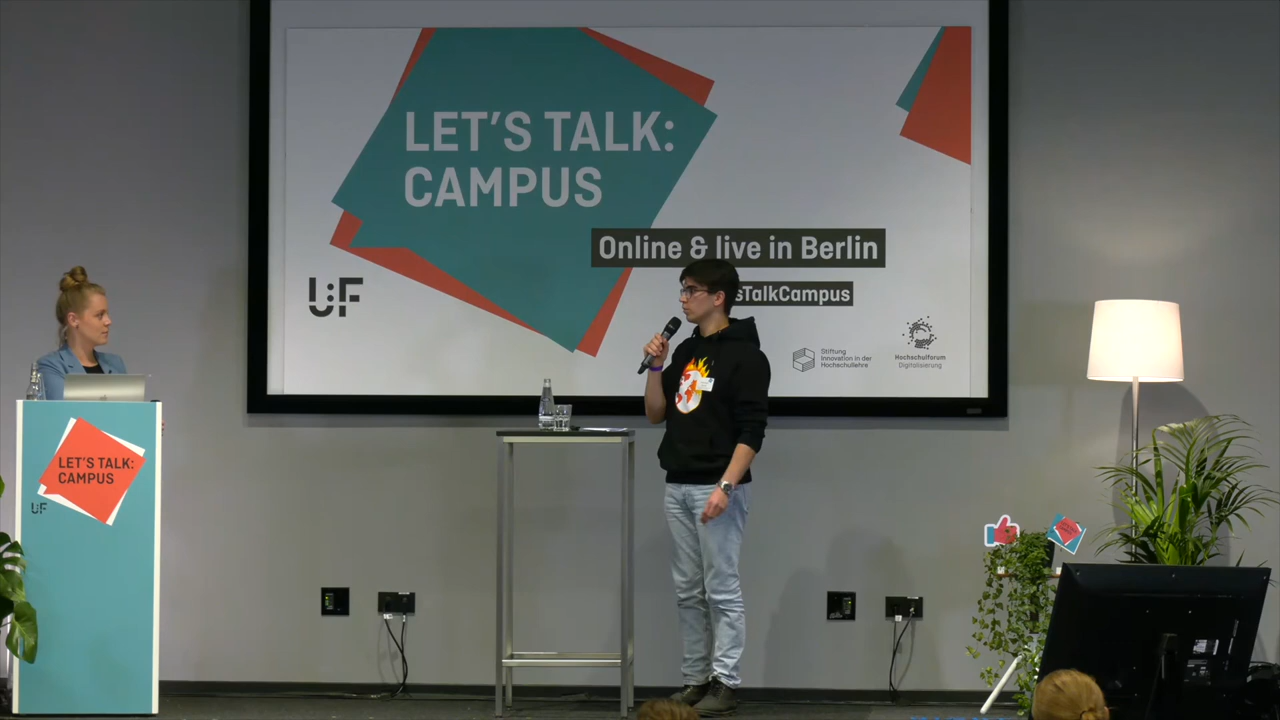 LET'S TALK:
CAMPUS
Online & live in Berlin
sTalkCampus
U:F
Stiftung
Innovation in der
Hochschullehre
Hochschulforum
Digitalisierung
LET'S TALK:
CAMPUS
U:F